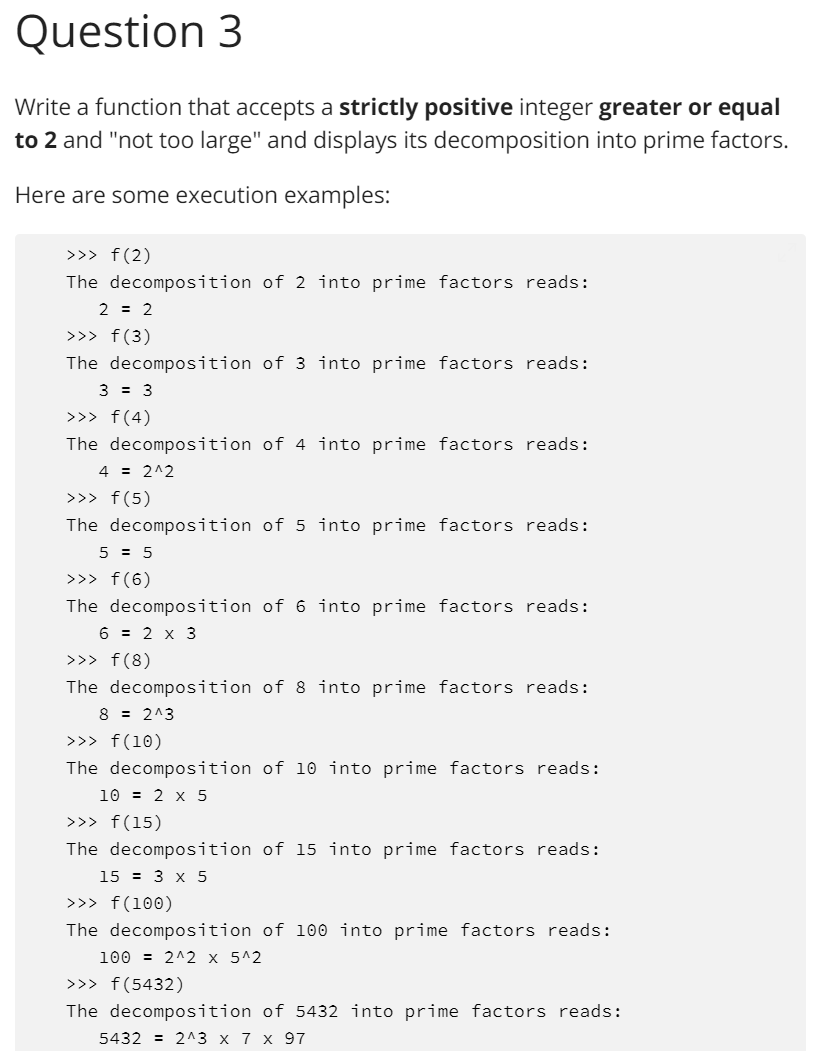 Question 3
Write a function that accepts a strictly positive integer greater or equal
to 2 and "not too large" and displays its decomposition into prime factors.
Here are some execution examples:
>>> f(2)
The decomposition of 2 into prime factors reads:
   2 = 2
>>> f(3)
The decomposition of 3 into prime factors reads:
   3 = 3
>>> f(4)
The decomposition of 4 into prime factors reads:
   4 = 2^2
>>> f(5)
The decomposition of 5 into prime factors reads:
   5 = 5
>>> f(6)
The decomposition of 6 into prime factors reads:
   6 = 2 x 3
>>> f(8)
The decomposition of 8 into prime factors reads:
   8 = 2^3
>>> f(10)
The decomposition of 10 into prime factors reads:
   10 = 2 x 5
>>> f(15)
The decomposition of 15 into prime factors reads:
   15 = 3 x 5
>>> f(100)
The decomposition of 100 into prime factors reads:
   100 = 2^2 x 5^2
>>> f(5432)
The decomposition of 5432 into prime factors reads:
   5432 = 2^3 x 7 x 97